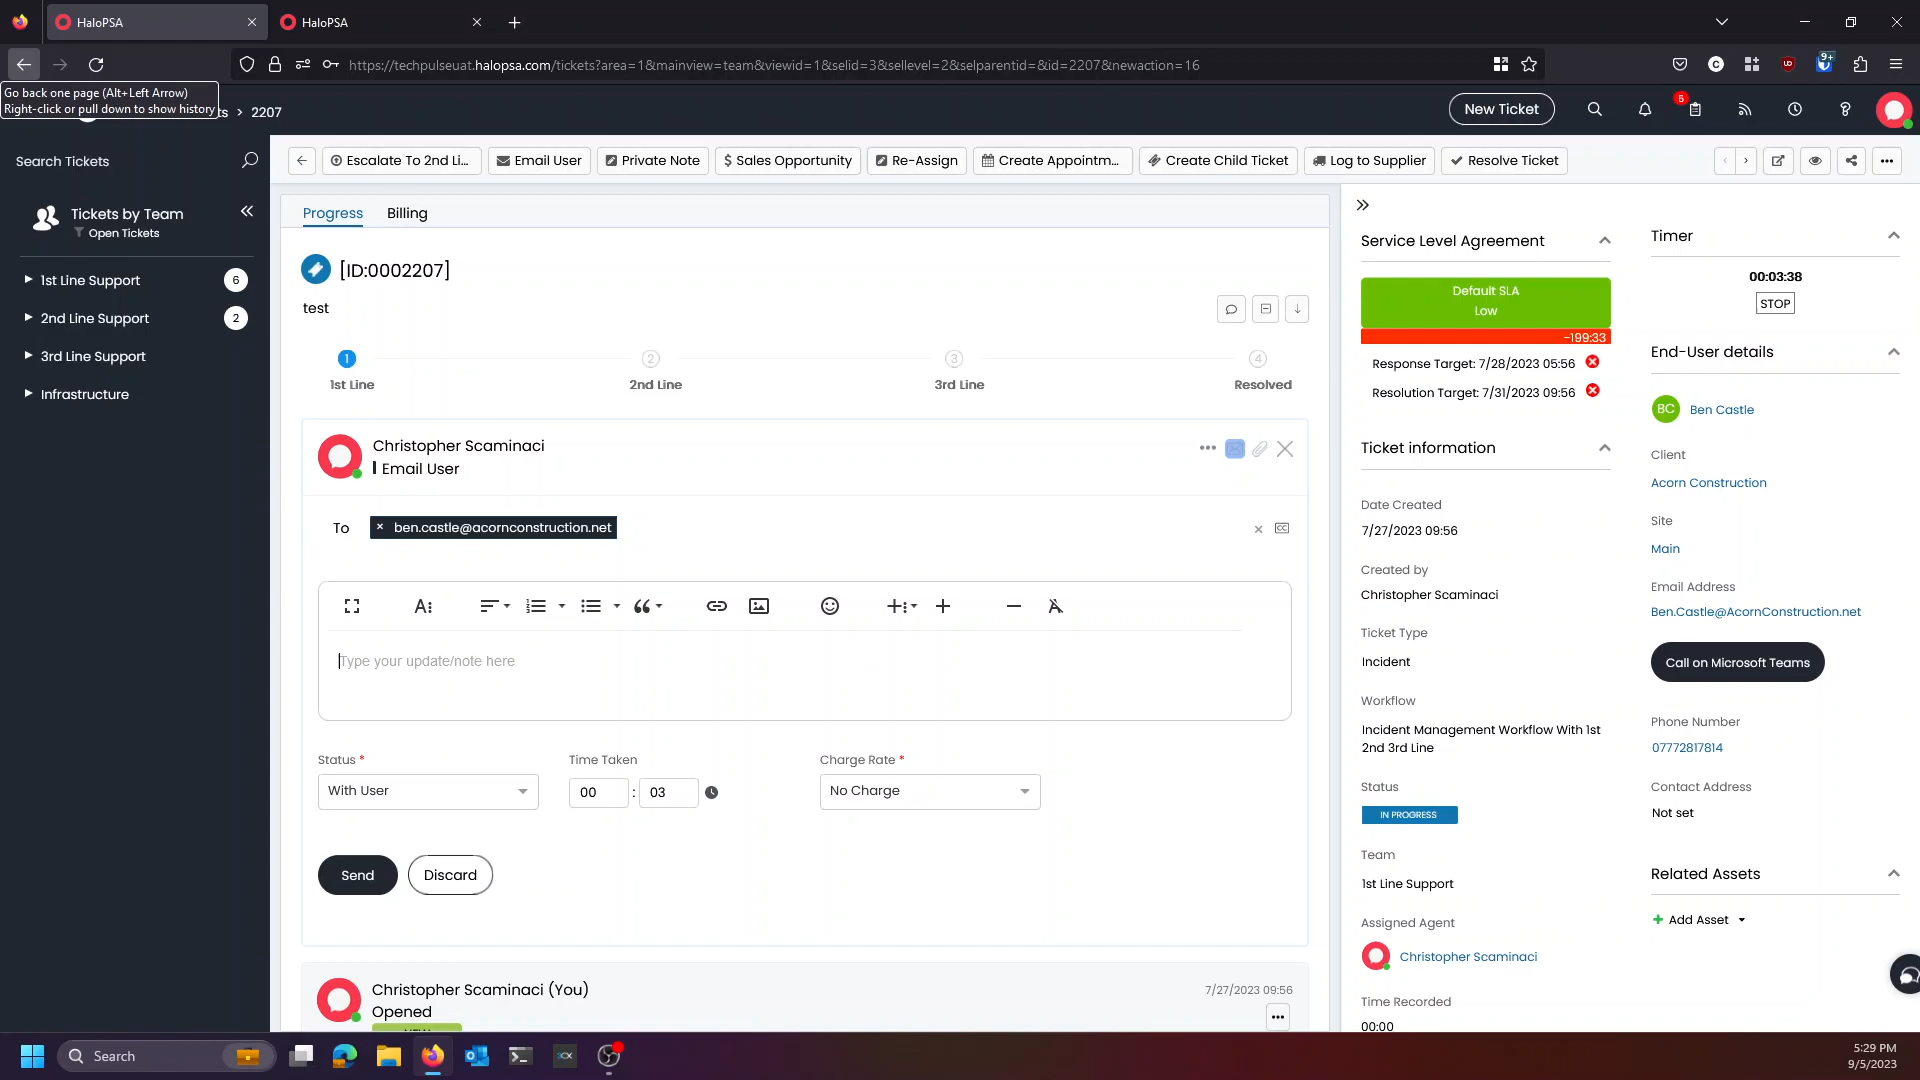 HaloPSA
HaloPSA
https://techpulseuat.halopsa.com/tickets?area=1&mainview=team&viewid=1&selid=3&sellevel=2&selparentid=&id=2207&newaction=16
9+
Go back one page (Alt+Left Arrow)
Right-click or pull down to show history
ts > 2207
New Ticket
5
Search Tickets
Tickets by Team
Open Tickets
1st Line Support 6
2nd Line Support 2
3rd Line Support
Infrastructure
Escalate To 2nd Li...
Email User
Private Note
$ Sales Opportunity
Re-Assign
Create Appointm...
Create Child Ticket
Log to Supplier
Resolve Ticket
Progress
Billing
[ID:0002207]
test
1
2
3
4
1st Line
2nd Line
3rd Line
Resolved
Christopher Scaminaci
Email User
To
× ben.castle@acornconstruction.net
CC
Type your update/note here
Status *
Time Taken
Charge Rate *
With User
00 : 03
No Charge
Send
Discard
Christopher Scaminaci (You)
7/27/2023 09:56
Opened
NEW
Service Level Agreement
Default SLA
Low
-199:33
Response Target: 7/28/2023 05:56
Resolution Target: 7/31/2023 09:56
Ticket information
Date Created
7/27/2023 09:56
Created by
Christopher Scaminaci
Ticket Type
Incident
Workflow
Incident Management Workflow With 1st
2nd 3rd Line
Status
IN PROGRESS
Team
1st Line Support
Assigned Agent
Christopher Scaminaci
Time Recorded
00:00
Timer
00:03:38
STOP
End-User details
BC
Ben Castle
Client
Acorn Construction
Site
Main
Email Address
Ben.Castle@AcornConstruction.net
Call on Microsoft Teams
Phone Number
07772817814
Contact Address
Not set
Related Assets
+ Add Asset
Search
5:29 PM
9/5/2023